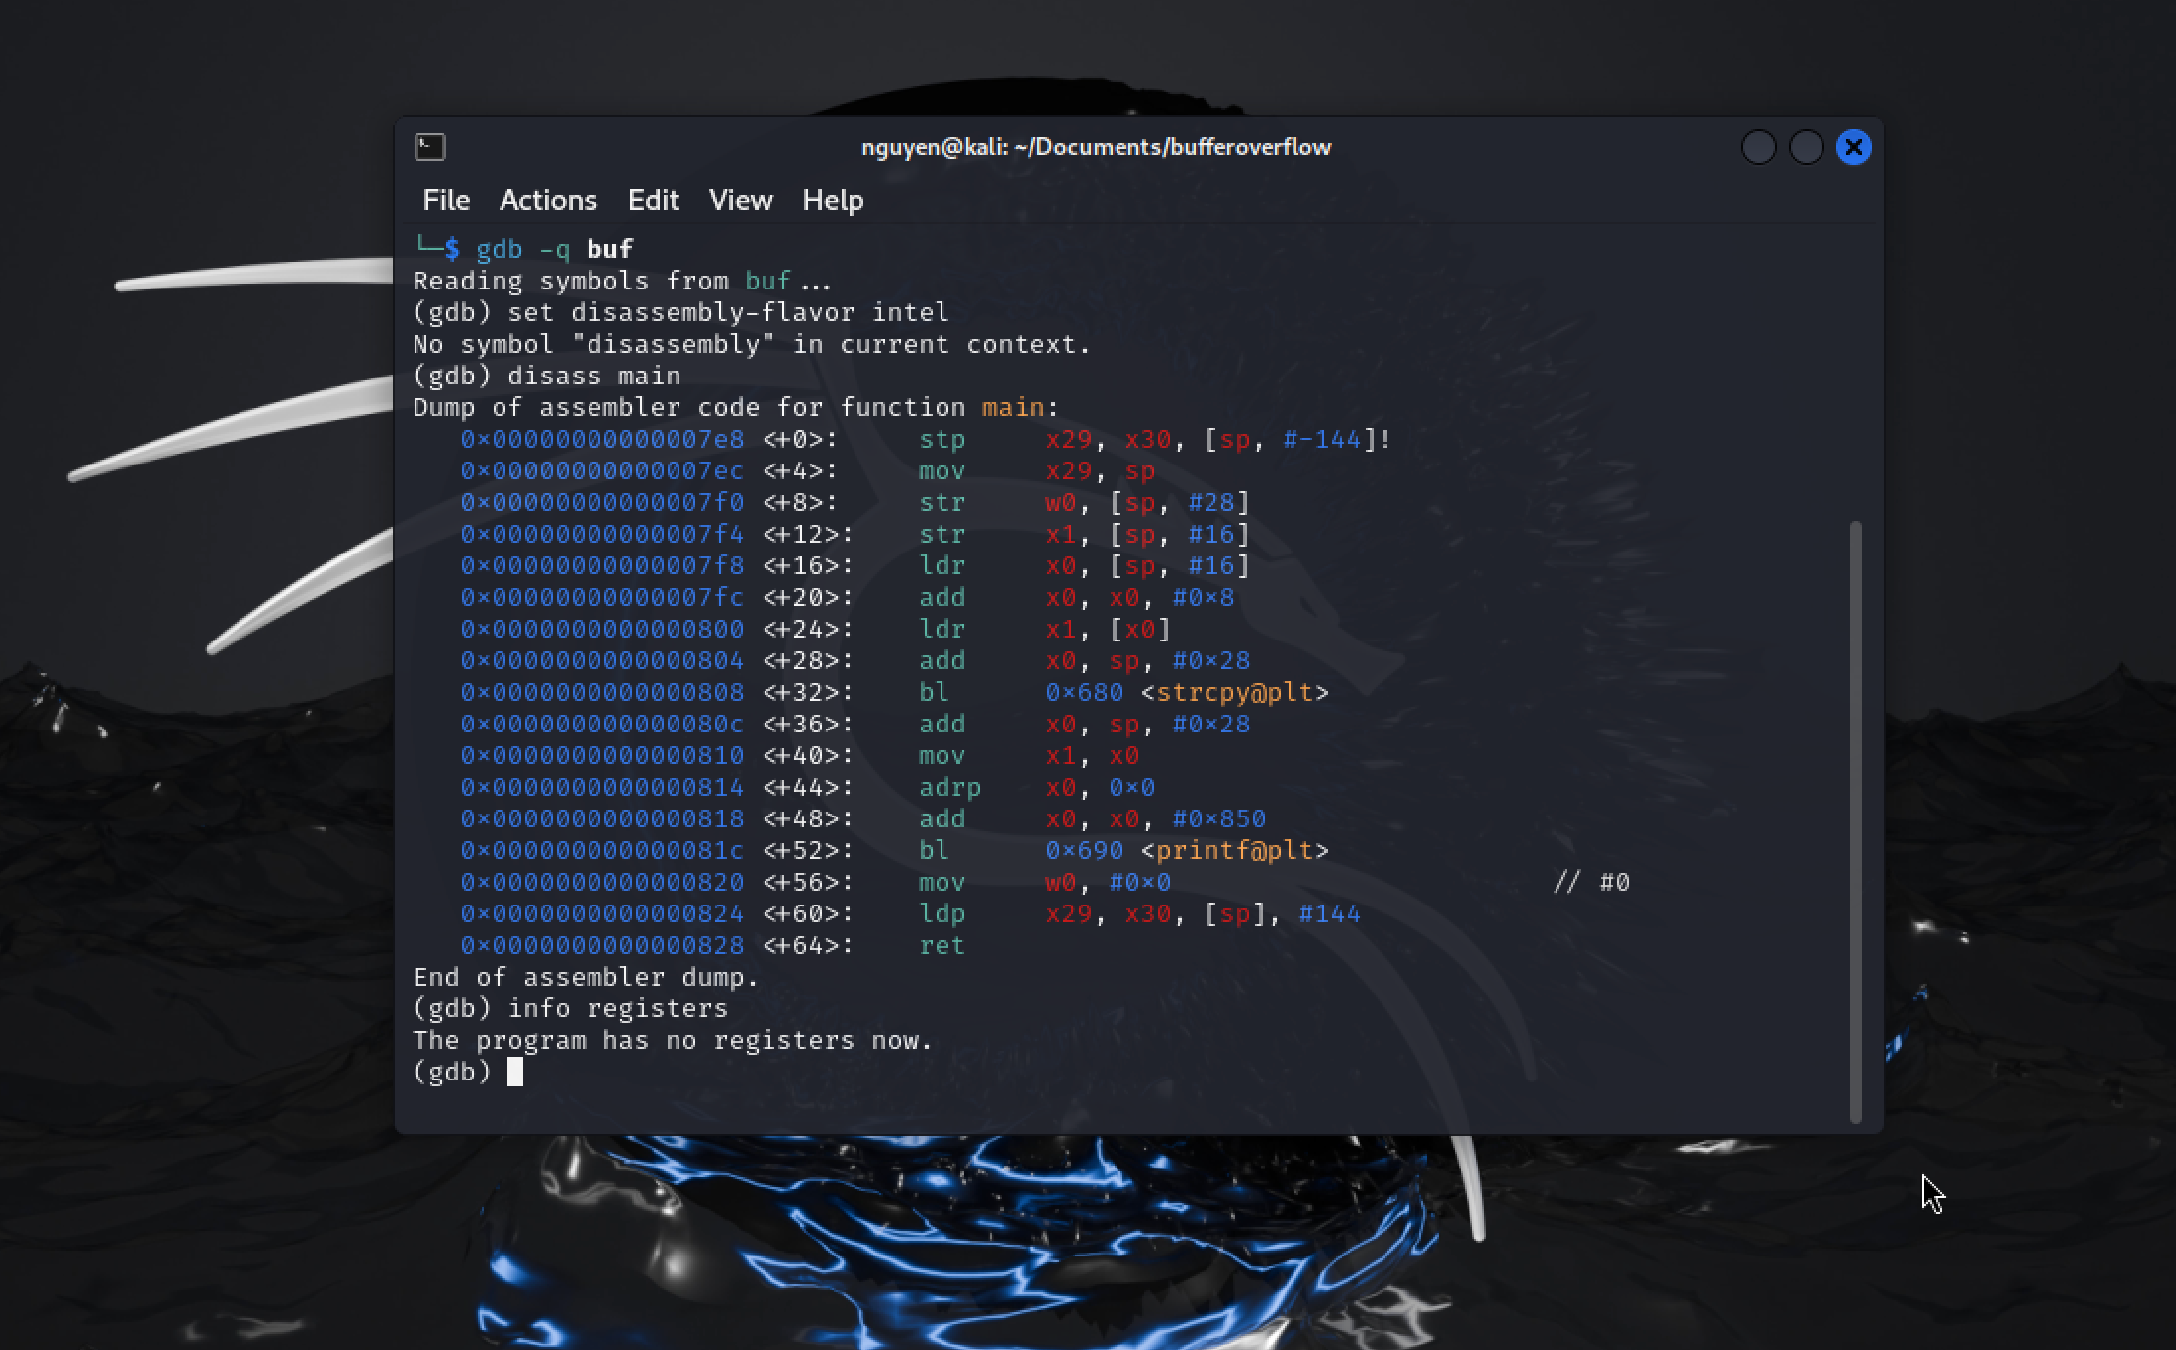 nguyen@kali: ~/Documents/bufferoverflow
File Actions Edit View Help
└─$ gdb -q buf
Reading symbols from buf...
(gdb) set disassembly-flavor intel
No symbol "disassembly" in current context.
(gdb) disass main
Dump of assembler code for function main:
0x00000000000007e8 <+0>: stp x29, x30, [sp, #-144]!
0x00000000000007ec <+4>: mov x29, sp
0x00000000000007f0 <+8>: str w0, [sp, #28]
0x00000000000007f4 <+12>: str x1, [sp, #16]
0x00000000000007f8 <+16>: ldr x0, [sp, #16]
0x00000000000007fc <+20>: add x0, x0, #0x8
0x0000000000000800 <+24>: ldr x1, [x0]
0x0000000000000804 <+28>: add x0, sp, #0x28
0x0000000000000808 <+32>: bl 0x680 <strcpy@plt>
0x000000000000080c <+36>: add x0, sp, #0x28
0x0000000000000810 <+40>: mov x1, x0
0x0000000000000814 <+44>: adrp x0, 0x0
0x0000000000000818 <+48>: add x0, x0, #0x850
0x000000000000081c <+52>: bl 0x690 <printf@plt>
0x0000000000000820 <+56>: mov w0, #0x0 // #0
0x0000000000000824 <+60>: ldp x29, x30, [sp], #144
0x0000000000000828 <+64>: ret
End of assembler dump.
(gdb) info registers
The program has no registers now.
(gdb)